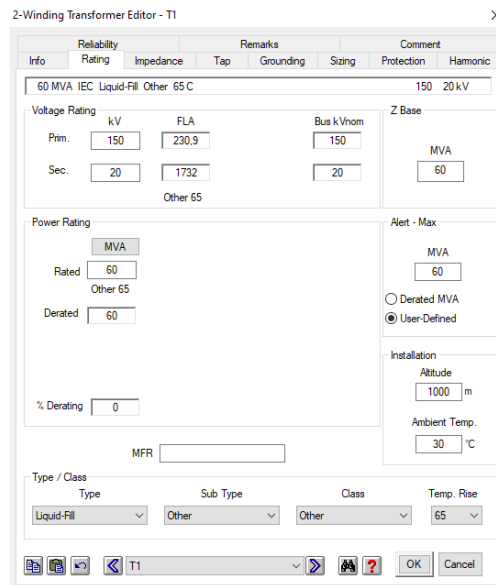 2-Winding Transformer Editor - T1
Reliability Remarks Comment
Info Rating Impedance Tap Grounding Sizing Protection Harmonic
60 MVA IEC Liquid-Fill Other 65 C 150 20 kV
Voltage Rating Z Base
kV FLA Bus kVnom
Prim. 150 230,9 150 MVA
Sec. 20 1732 20 60
Other 65
Power Rating Alert - Max
MVA MVA
Rated 60 60
Other 65
Derated MVA
Derated 60
User-Defined
Installation
Altitude
1000 m
% Derating 0
Ambient Temp.
30 °C
MFR
Type / Class
Type Sub Type Class Temp. Rise
Liquid-Fill Other Other 65
T1 ? OK Cancel